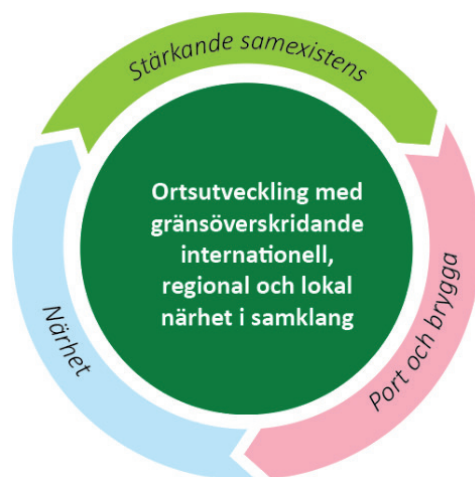 Stärkande samexistens
Ortsutveckling med
gränsöverskridande
internationell,
regional och lokal
närhet i samklang
Närhet
Port och brygga